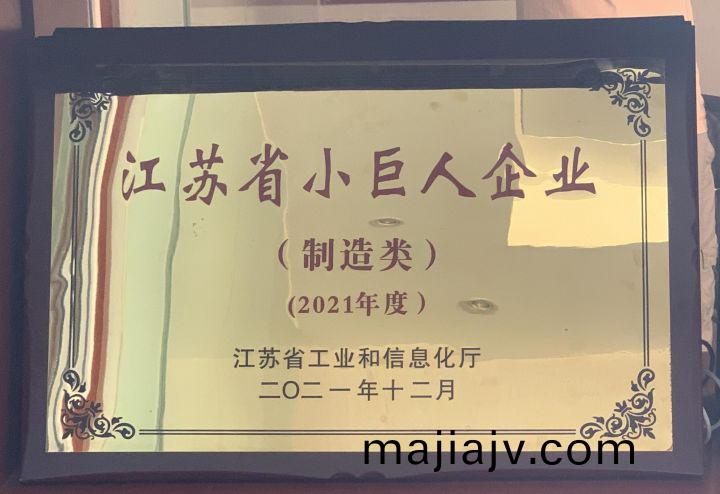 江苏省小巨人企业
（制造类）
(2021年度）
江苏省工业和信息化厅
二〇二一年十二月
majiajv.com